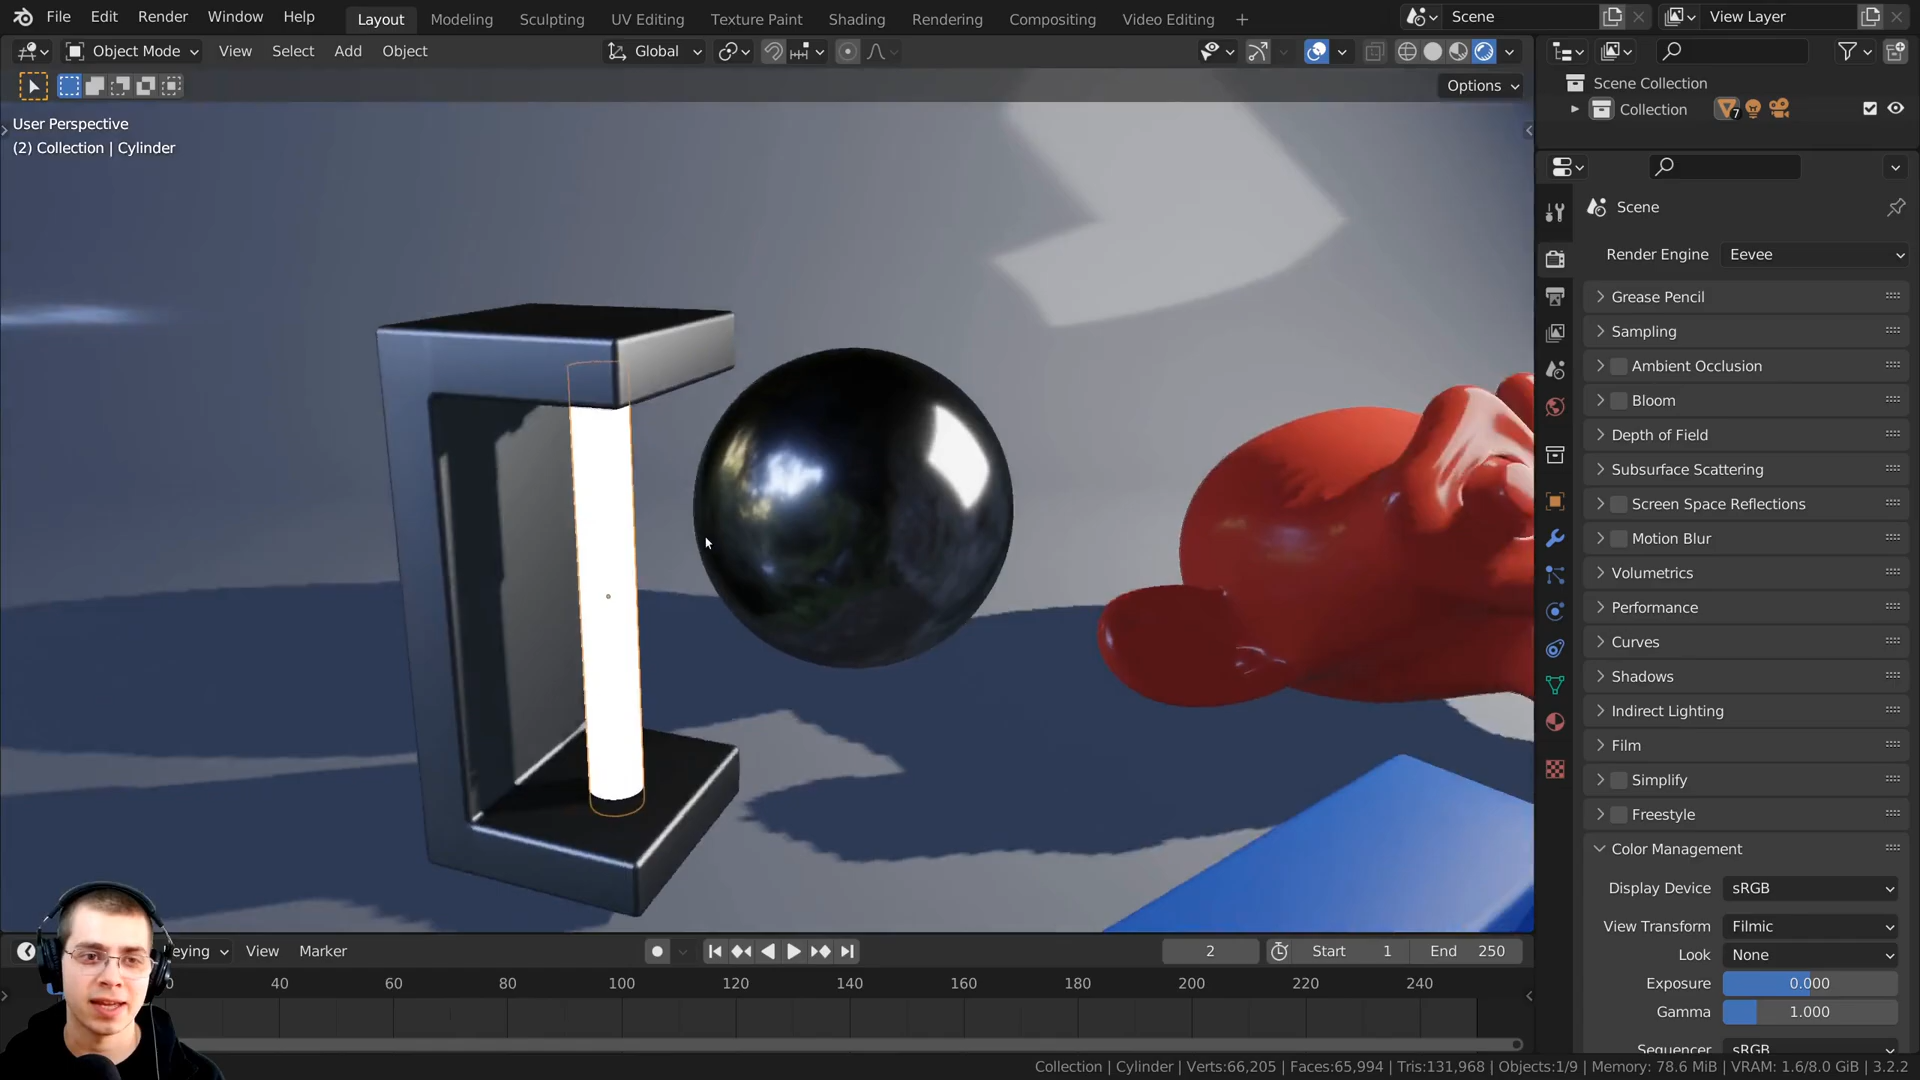 File Edit Render Window Help Layout Modeling Sculpting UV Editing Texture Paint Shading Rendering Compositing Video Editing + Scene View Layer
Object Mode View Select Add Object Global
Options
User Perspective
(2) Collection | Cylinder
Scene Collection
Collection 7
Scene
Render Engine Eevee
Grease Pencil
Sampling
Ambient Occlusion
Bloom
Depth of Field
Subsurface Scattering
Screen Space Reflections
Motion Blur
Volumetrics
Performance
Curves
Shadows
Indirect Lighting
Film
Simplify
Freestyle
Color Management
Display Device sRGB
View Transform Filmic
Look None
Exposure 0.000
Gamma 1.000
Sequencer sRGB
eying View Marker 2 Start 1 End 250
0 40 60 80 100 120 140 160 180 200 220 240
Collection | Cylinder | Verts:66,205 | Faces:65,994 | Tris:131,968 | Objects:1/9 | Memory: 78.6 MiB | VRAM: 1.6/8.0 GiB | 3.2.2